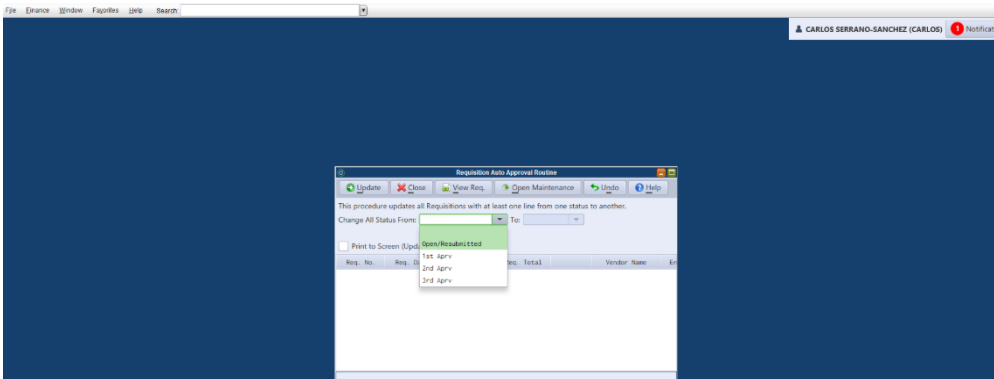 File Finance Window Favorites Help Search:
CARLOS SERRANO-SANCHEZ (CARLOS) 1 Notificat
Requisition Auto Approval Routine
Update Close View Req. Open Maintenance Undo Help
This procedure updates all Requisitions with at least one line from one status to another.
Change All Status From: To:
Open/Resubmitted
Print to Screen (Upda
1st Aprv
Req. No. Req. D Req. Total Vendor Name En
2nd Aprv
3rd Aprv